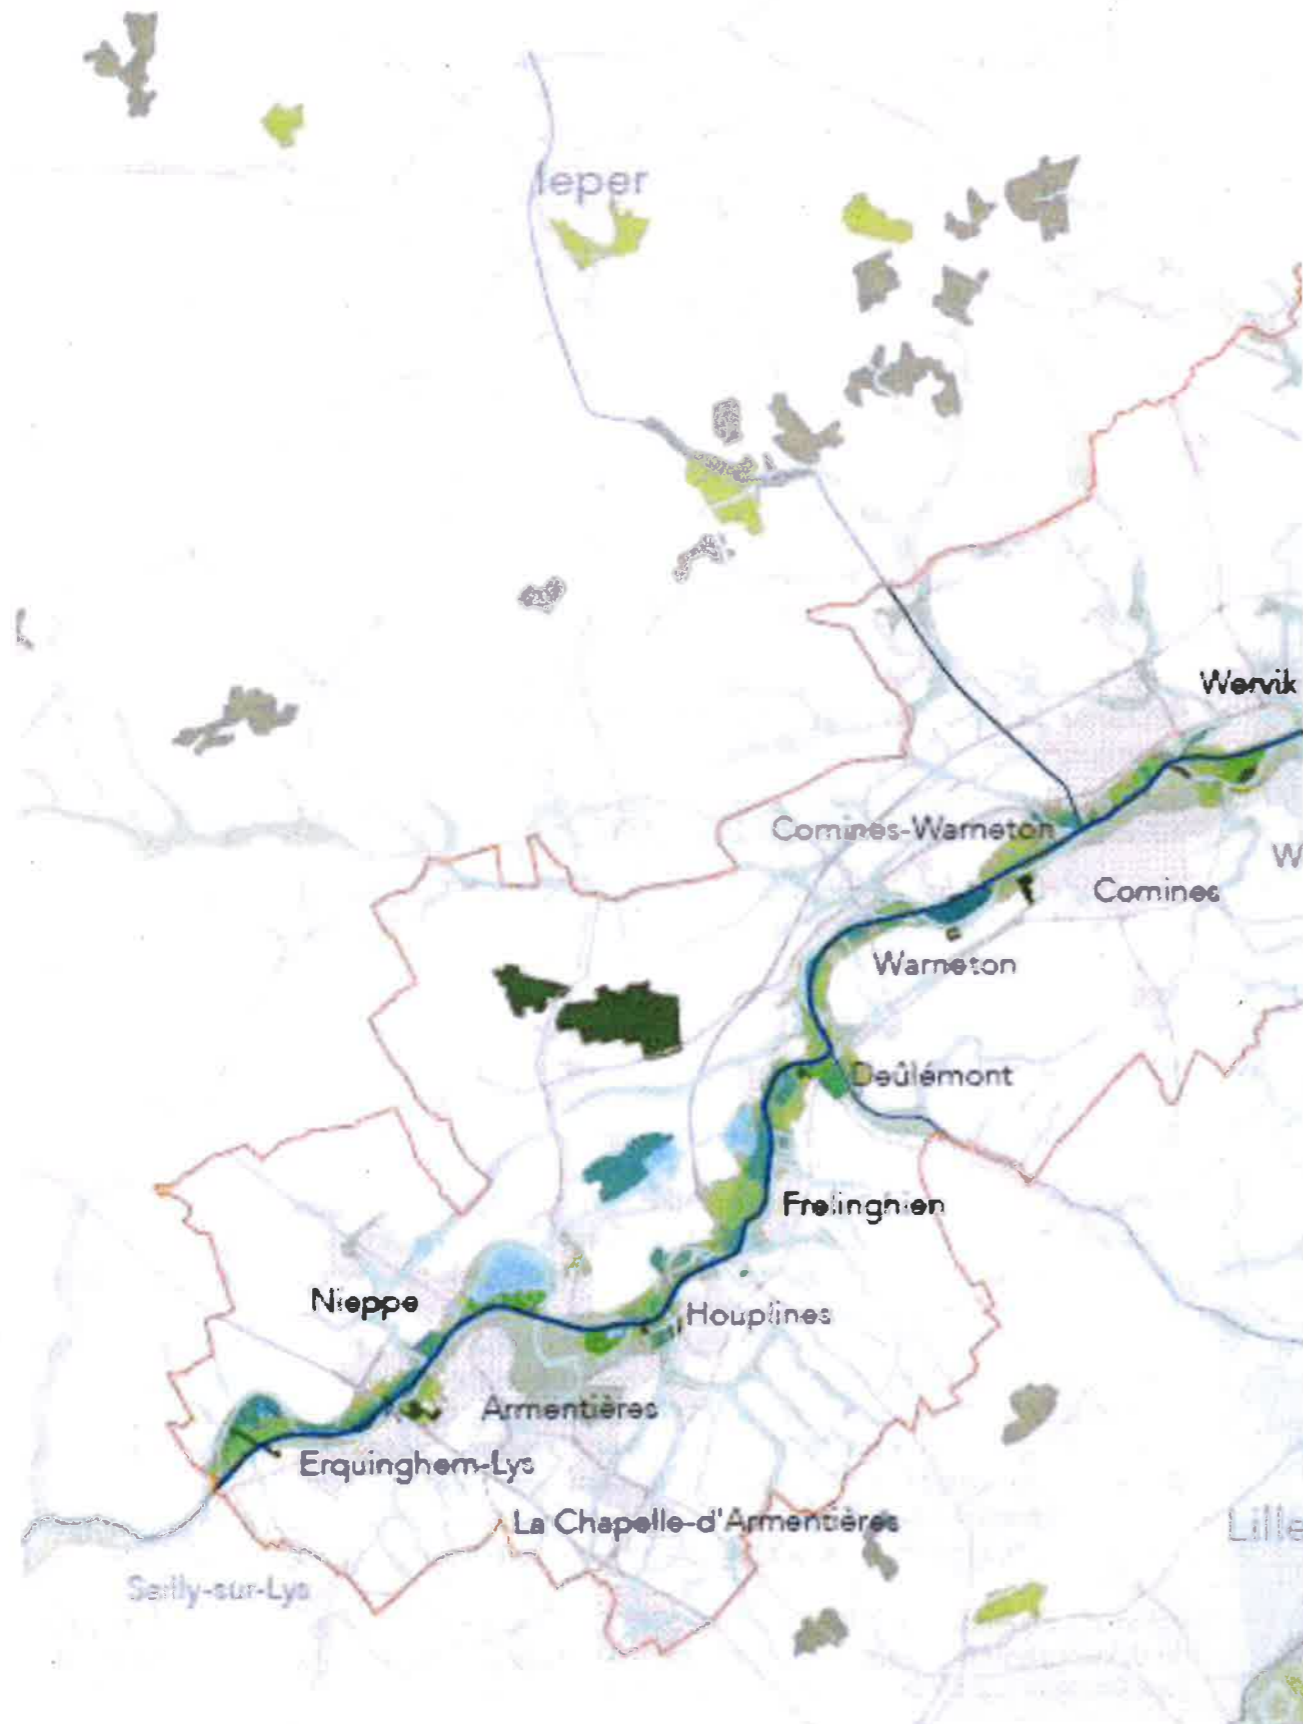 Ieper
Wervik
Comines-Warneton
W
Comines
Warneton
Deûlémont
Frelinghien
Nieppe
Houplines
Armentières
Erquinghem-Lys
La Chapelle-d'Armentières
Lille
Sailly-sur-Lys